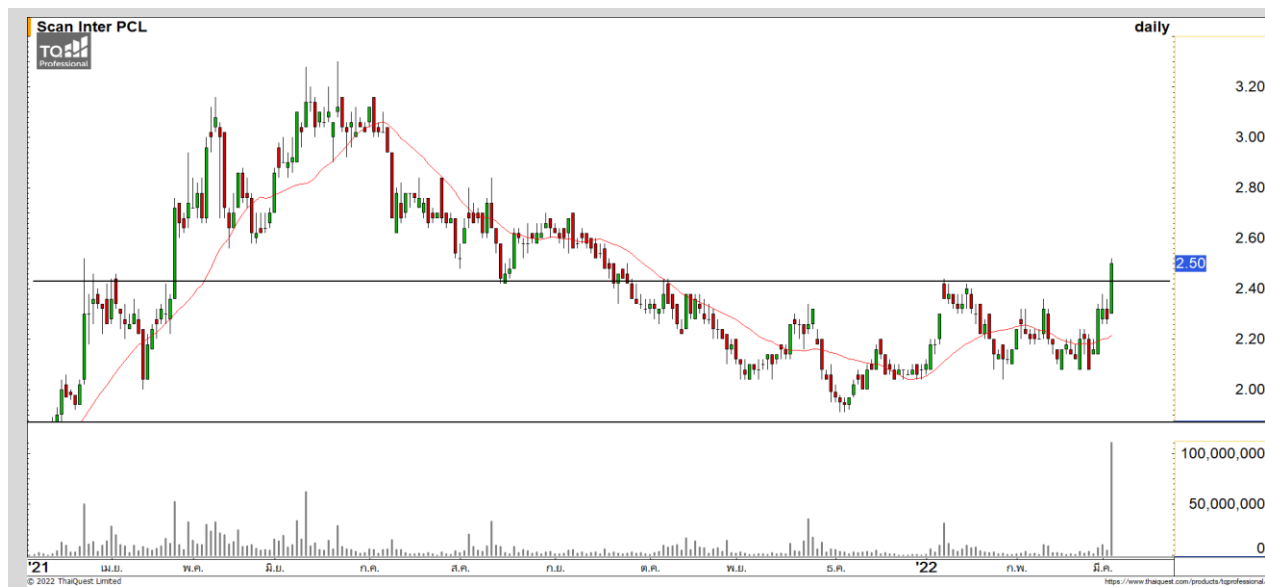 Scan Inter PCL daily
TQ
Professional
3.20
3.00
2.80
2.60
2.50
2.40
2.20
2.00
100,000,000
50,000,000
0
'21 เม.ย. พ.ค. มิ.ย. ก.ค. ส.ค. ก.ย. ต.ค. พ.ย. ธ.ค. '22 ก.พ. มี.ค.
© 2022 ThaiQuest Limited https://www.thaiquest.com/products/tqprofessional/